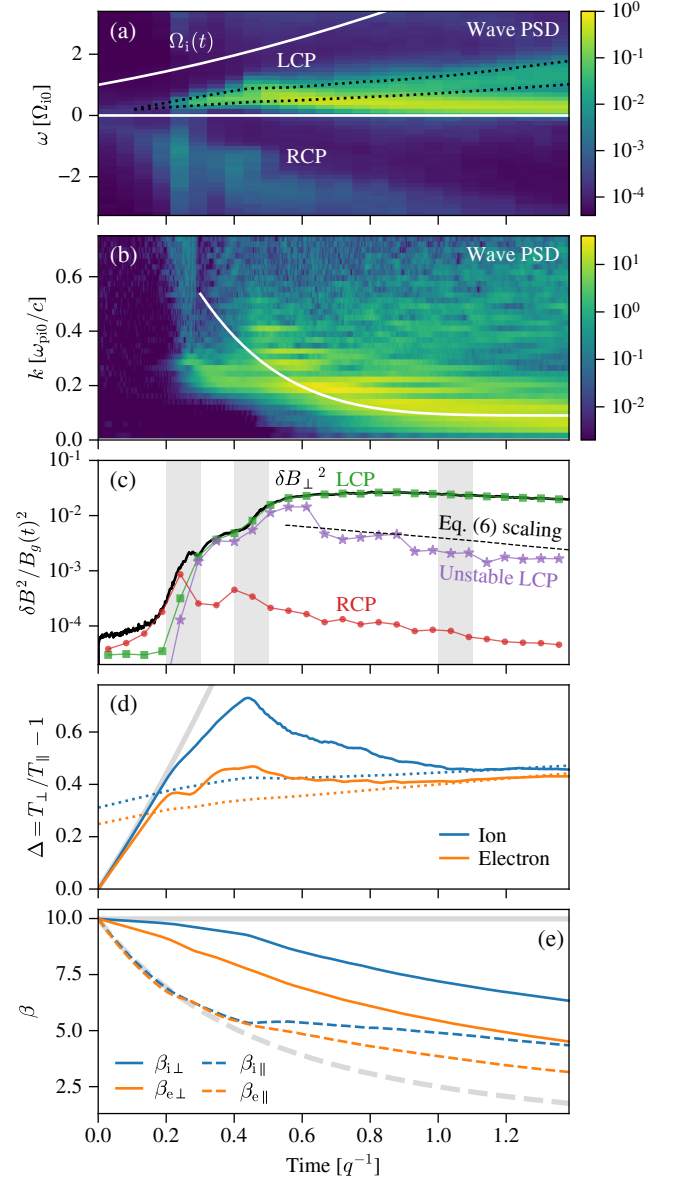 (a)
Ωi(t)
LCP
Wave PSD
RCP
ω [Ωi0]
2
0
−2
10^0
10^-1
10^-2
10^-3
10^-4
(b)
Wave PSD
k [ωpi0/c]
0.6
0.4
0.2
0.0
10^1
10^0
10^-1
10^-2
(c)
δB⊥^2 LCP
Eq. (6) scaling
Unstable LCP
RCP
δB^2/Bg(t)^2
10^-1
10^-2
10^-3
10^-4
(d)
Δ = T⊥/T∥ − 1
0.6
0.4
0.2
0.0
Ion
Electron
(e)
β
10.0
7.5
5.0
2.5
βi⊥ βi∥
βe⊥ βe∥
0.0 0.2 0.4 0.6 0.8 1.0 1.2
Time [q^-1]